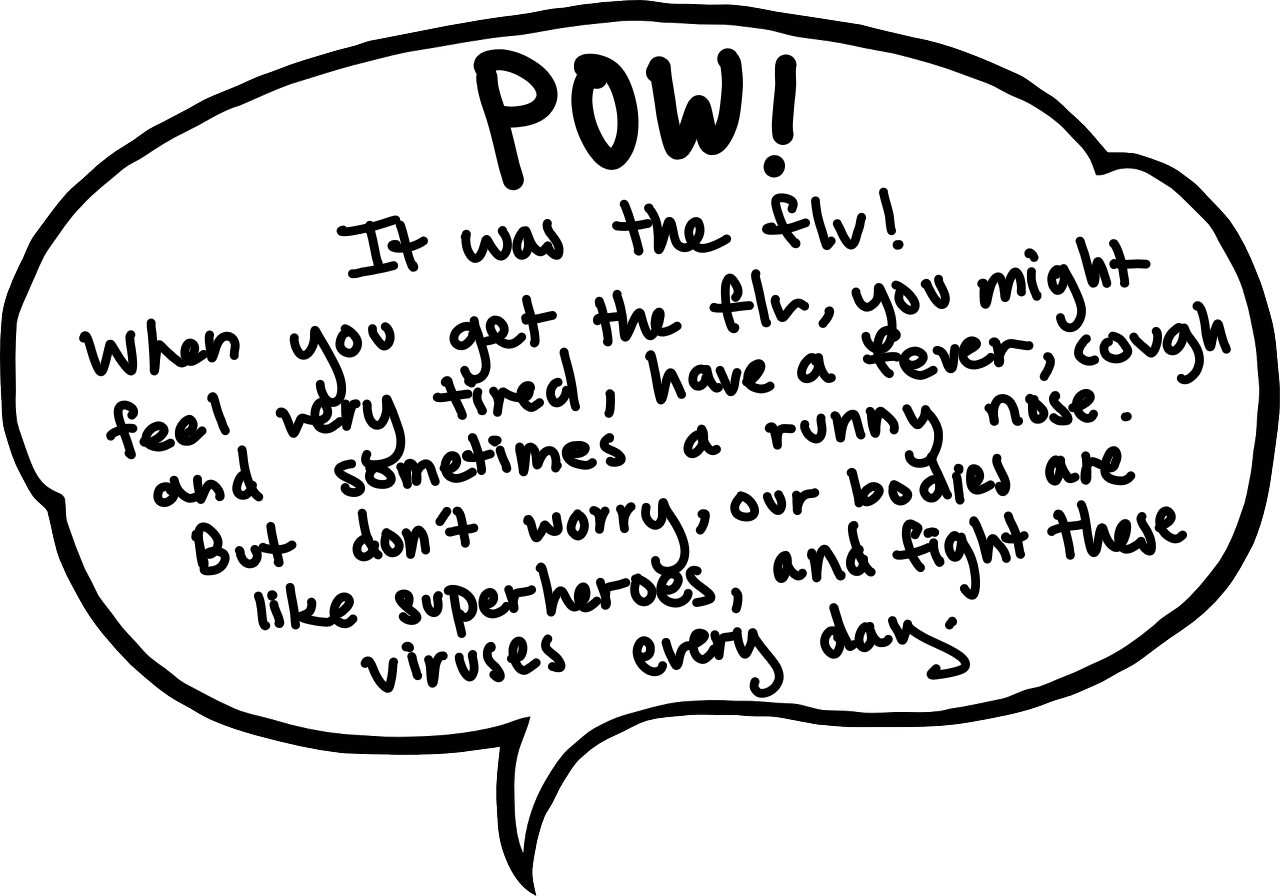 POW!
It was the flu!
When you get the flu, you might
feel very tired, have a fever, cough
and sometimes a runny nose.
But don't worry, our bodies are
like superheroes, and fight these
viruses every day.